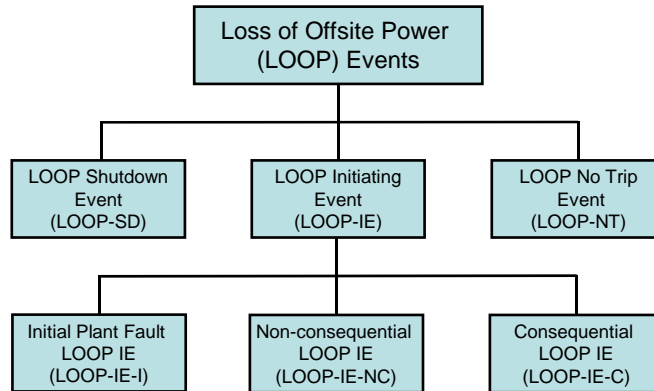 Loss of Offsite Power
(LOOP) Events
LOOP Shutdown
Event
(LOOP-SD)
LOOP Initiating
Event
(LOOP-IE)
LOOP No Trip
Event
(LOOP-NT)
Initial Plant Fault
LOOP IE
(LOOP-IE-I)
Non-consequential
LOOP IE
(LOOP-IE-NC)
Consequential
LOOP IE
(LOOP-IE-C)